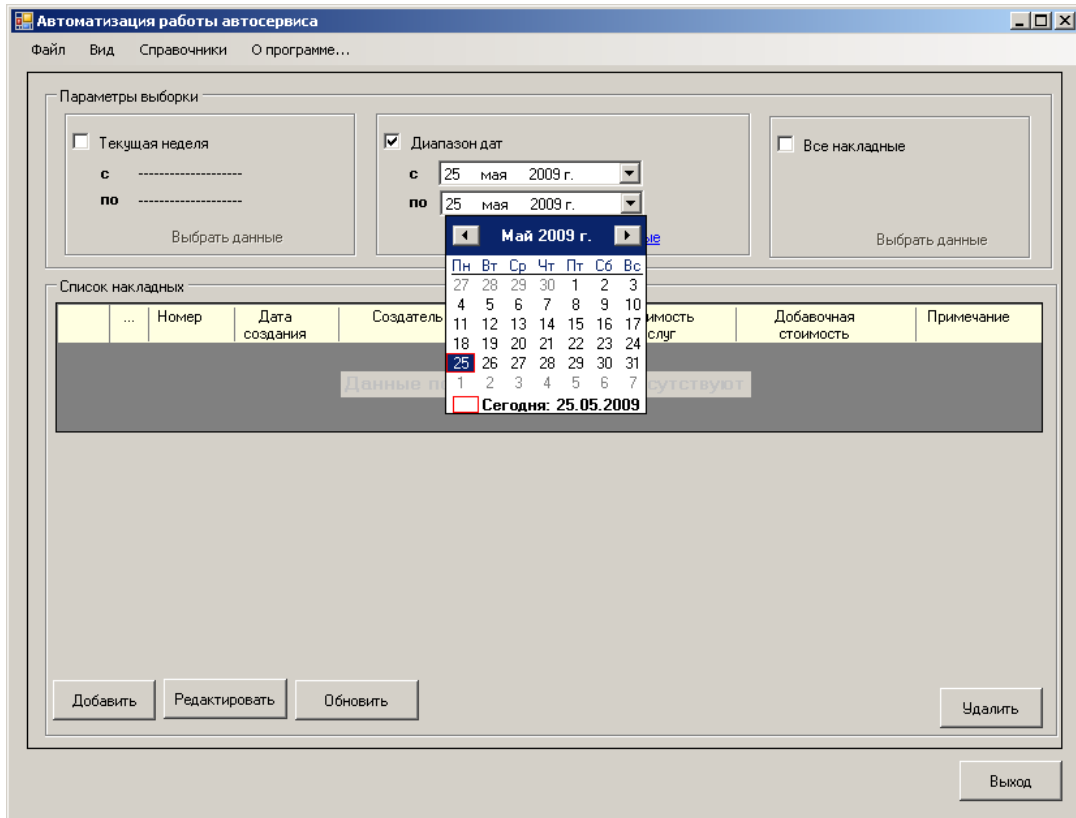 Автоматизация работы автосервиса
Файл Вид Справочники О программе...
Параметры выборки
Текущая неделя
с --------------------
по --------------------
Выбрать данные
Диапазон дат
с 25 мая 2009 г.
по 25 мая 2009 г.
ые
Все накладные
Выбрать данные
Май 2009 г.
Пн Вт Ср Чт Пт Сб Вс
27 28 29 30 1 2 3
4 5 6 7 8 9 10
11 12 13 14 15 16 17
18 19 20 21 22 23 24
25 26 27 28 29 30 31
1 2 3 4 5 6 7
Сегодня: 25.05.2009
Список накладных
... Номер Дата создания Создатель имость слуг Добавочная стоимость Примечание
Данные по сутствуют
Добавить Редактировать Обновить Удалить
Выход